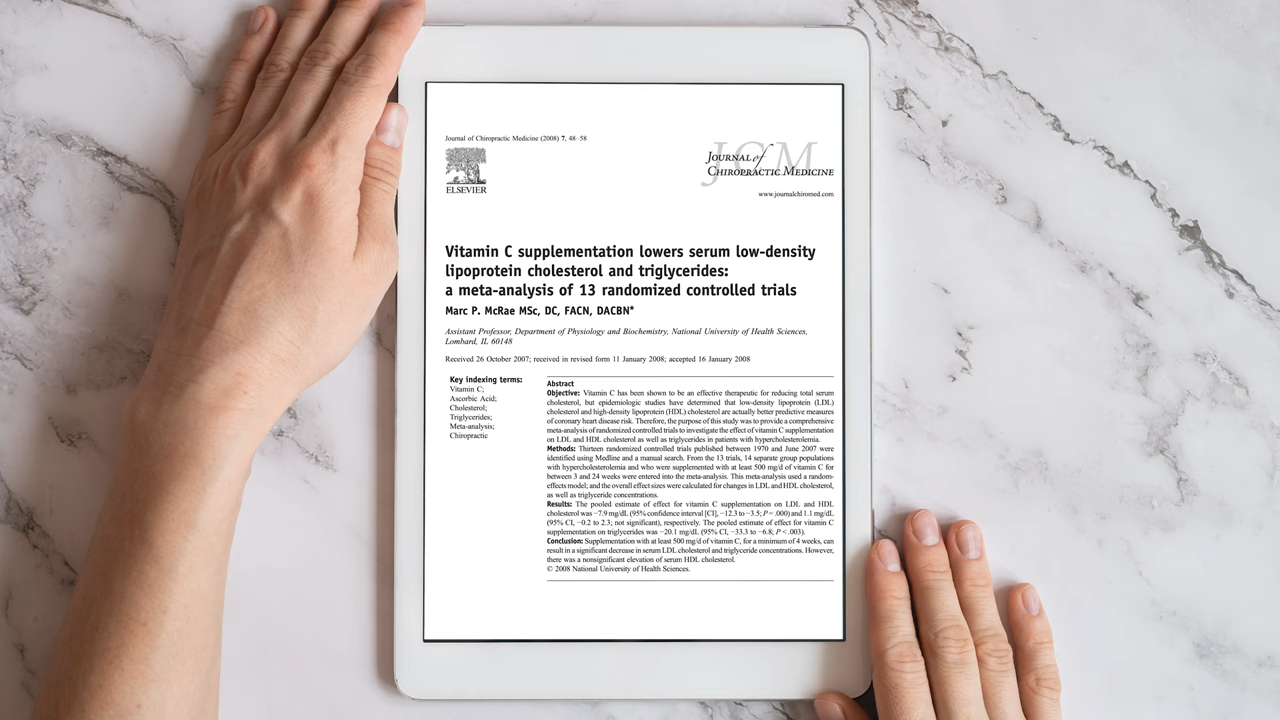 Journal of Chiropractic Medicine (2008) 7, 48–58
ELSEVIER
JCM
JOURNAL of
CHIROPRACTIC MEDICINE
www.journalchiromed.com
Vitamin C supplementation lowers serum low-density
lipoprotein cholesterol and triglycerides:
a meta-analysis of 13 randomized controlled trials
Marc P. McRae MSc, DC, FACN, DACBN*
Assistant Professor, Department of Physiology and Biochemistry, National University of Health Sciences,
Lombard, IL 60148
Received 26 October 2007; received in revised form 11 January 2008; accepted 16 January 2008
Key indexing terms:
Vitamin C;
Ascorbic Acid;
Cholesterol;
Triglycerides;
Meta-analysis;
Chiropractic
Abstract
Objective: Vitamin C has been shown to be an effective therapeutic for reducing total serum
cholesterol, but epidemiologic studies have determined that low-density lipoprotein (LDL)
cholesterol and high-density lipoprotein (HDL) cholesterol are actually better predictive measures
of coronary heart disease risk. Therefore, the purpose of this study was to provide a comprehensive
meta-analysis of randomized controlled trials to investigate the effect of vitamin C supplementation
on LDL and HDL cholesterol as well as triglycerides in patients with hypercholesterolemia.
Methods: Thirteen randomized controlled trials published between 1970 and June 2007 were
identified using Medline and a manual search. From the 13 trials, 14 separate group populations
with hypercholesterolemia and who were supplemented with at least 500 mg/d of vitamin C for
between 3 and 24 weeks were entered into the meta-analysis. This meta-analysis used a random-
effects model; and the overall effect sizes were calculated for changes in LDL and HDL cholesterol,
as well as triglyceride concentrations.
Results: The pooled estimate of effect for vitamin C supplementation on LDL and HDL
cholesterol was −7.9 mg/dL (95% confidence interval [CI], −12.3 to −3.5; P = .000) and 1.1 mg/dL
(95% CI, −0.2 to 2.3; not significant), respectively. The pooled estimate of effect for vitamin C
supplementation on triglycerides was −20.1 mg/dL (95% CI, −33.3 to −6.8; P < .003).
Conclusion: Supplementation with at least 500 mg/d of vitamin C, for a minimum of 4 weeks, can
result in a significant decrease in serum LDL cholesterol and triglyceride concentrations. However,
there was a nonsignificant elevation of serum HDL cholesterol.
© 2008 National University of Health Sciences.